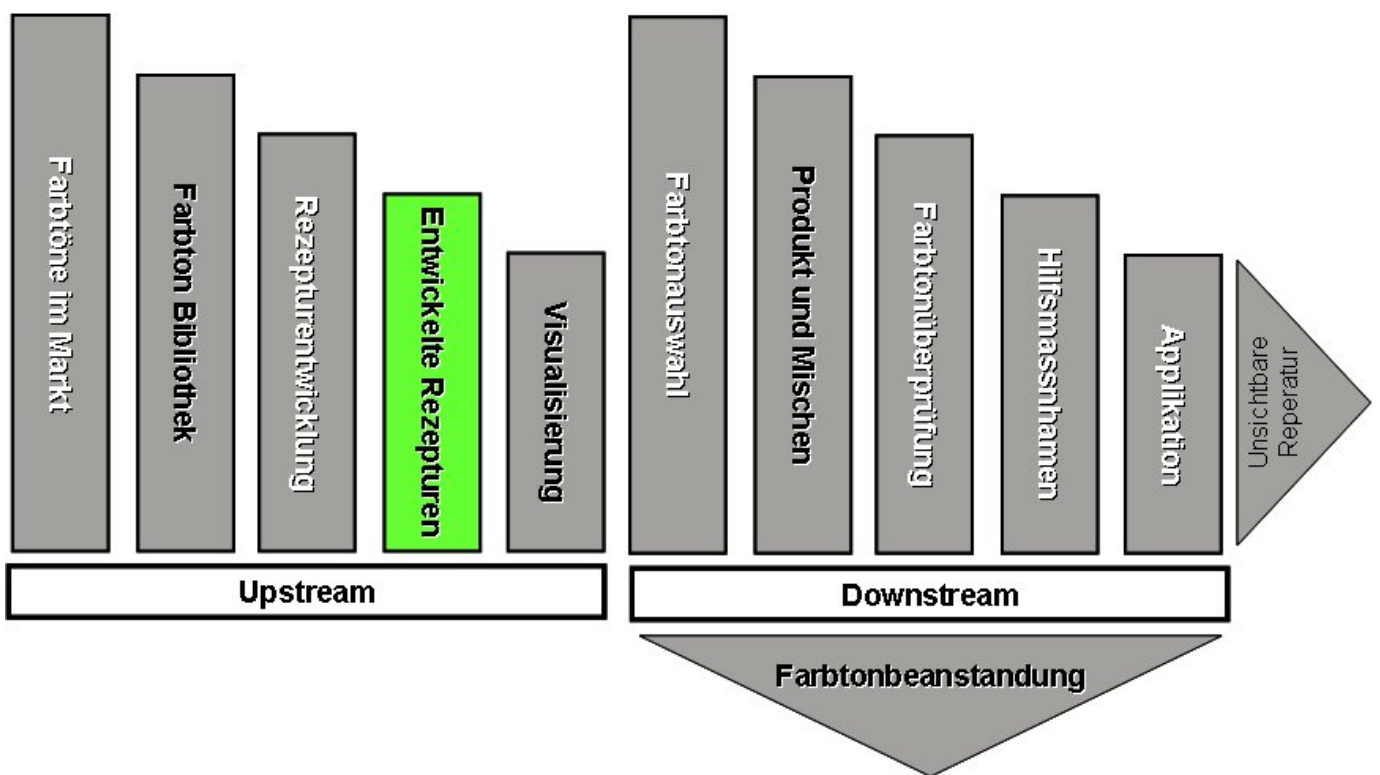 Farbtöne im Markt
Farbton Bibliothek
Rezepturentwicklung
Entwickelte Rezepturen
Visualisierung
Farbtonauswahl
Produkt und Mischen
Farbtonüberprüfung
Hilfsmassnhamen
Applikation
Unsichtbare
Reperatur
Upstream
Downstream
Farbtonbeanstandung